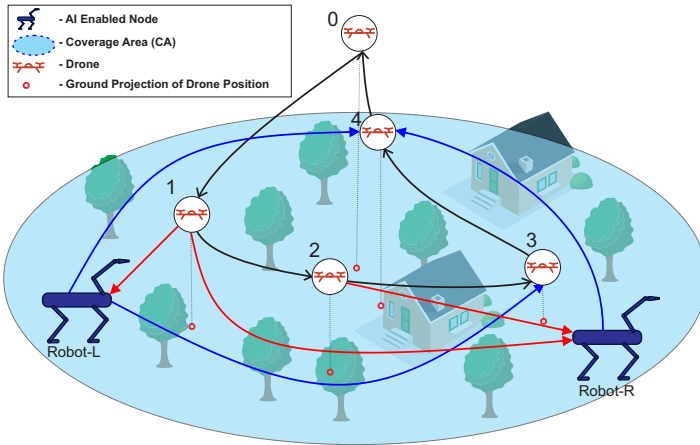 - AI Enabled Node
- Coverage Area (CA)
- Drone
- Ground Projection of Drone Position
0
4
1
2
3
Robot-L
Robot-R